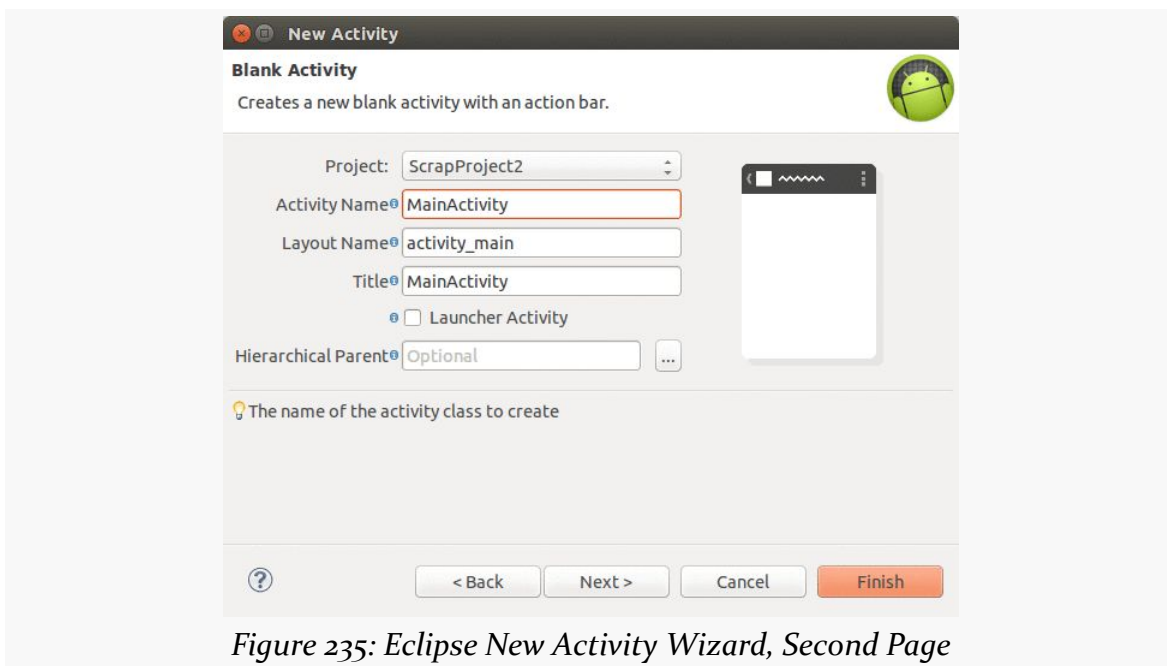 New Activity
Blank Activity
Creates a new blank activity with an action bar.
Project: ScrapProject2
Activity Name MainActivity
Layout Name activity_main
Title MainActivity
Launcher Activity
Hierarchical Parent Optional ...
The name of the activity class to create
? < Back Next > Cancel Finish
Figure 235: Eclipse New Activity Wizard, Second Page